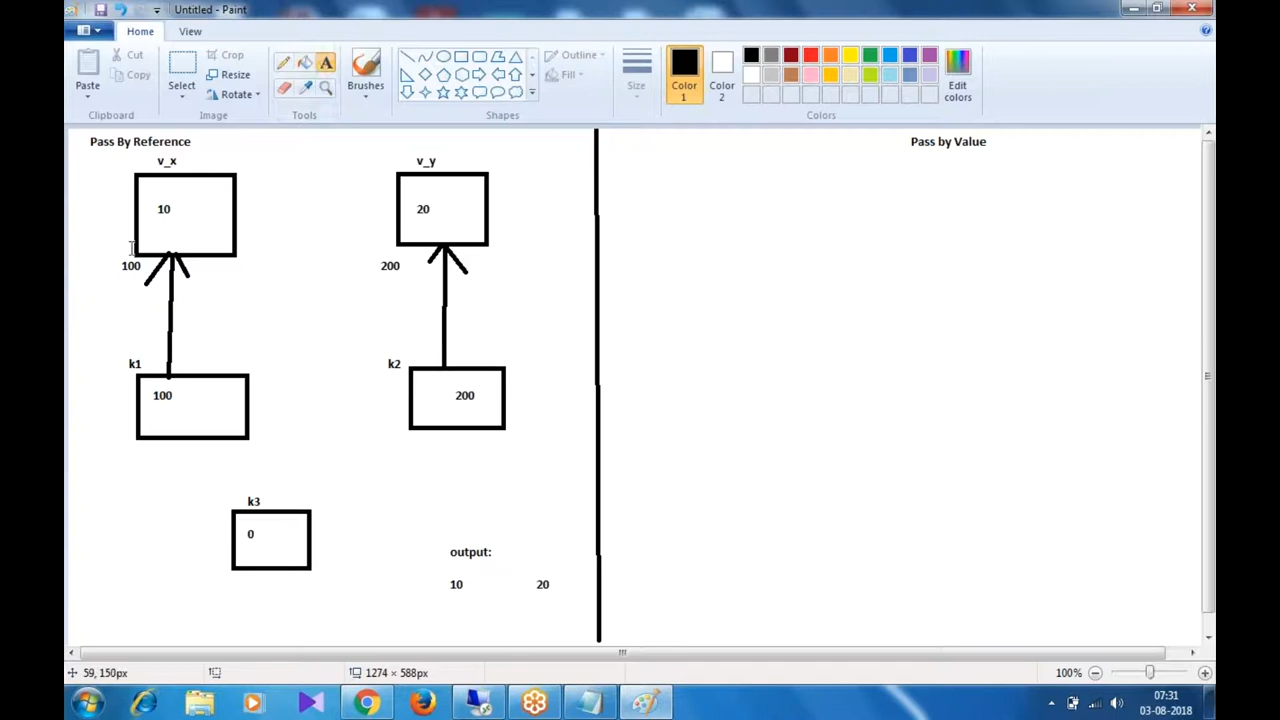 Untitled - Paint
Home View
Paste
Cut
Copy
Clipboard
Select
Crop
Resize
Rotate
Image
A
Tools
Brushes
Outline
Fill
Shapes
Size
Color 1
Color 2
Edit colors
Colors
Pass By Reference
v_x
v_y
10
20
100
200
k1
k2
100
200
k3
0
output:
10 20
Pass by Value
59, 150px
1274 × 588px
100%
07:31
03-08-2018